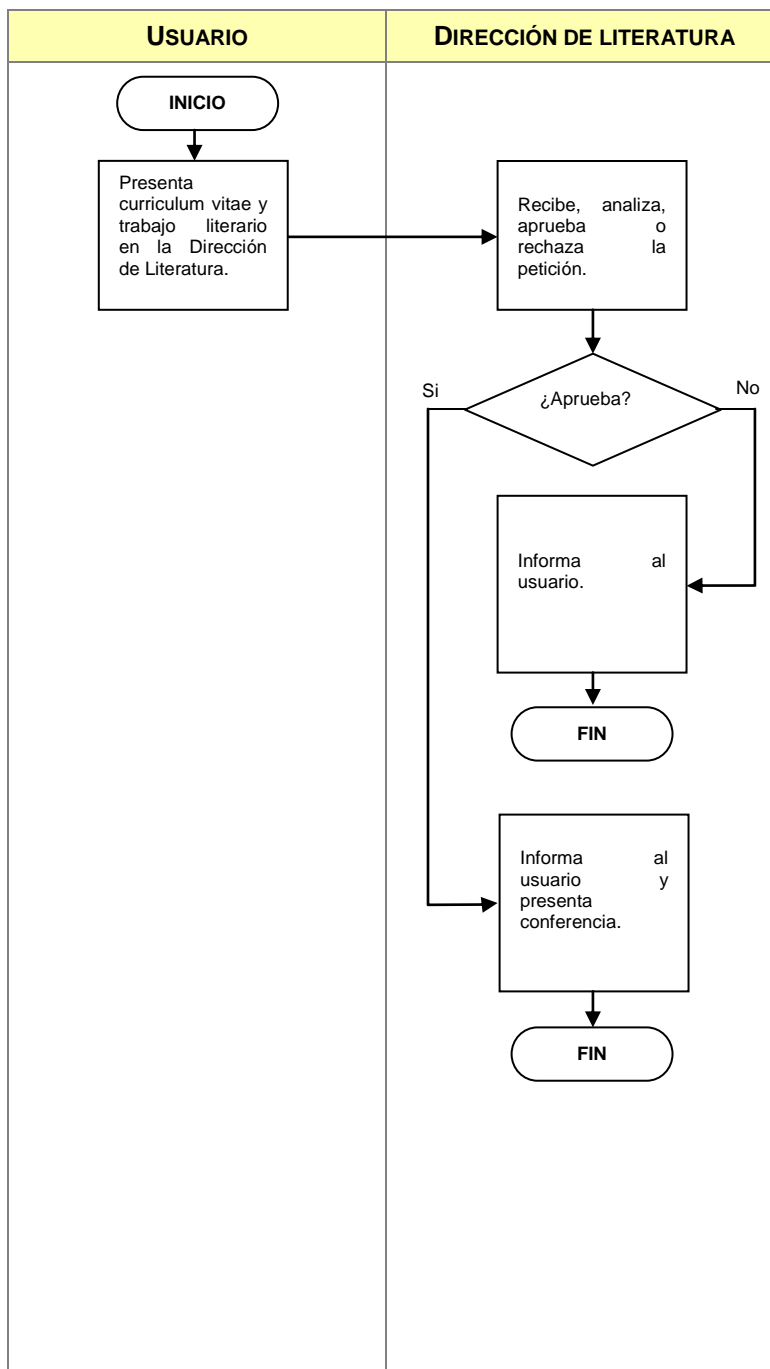 USUARIO
DIRECCIÓN DE LITERATURA
INICIO
Presenta
curriculum vitae y
trabajo literario
en la Dirección
de Literatura.
Recibe, analiza,
aprueba o
rechaza la
petición.
¿Aprueba?
Si
No
Informa al
usuario.
FIN
Informa al
usuario y
presenta
conferencia.
FIN